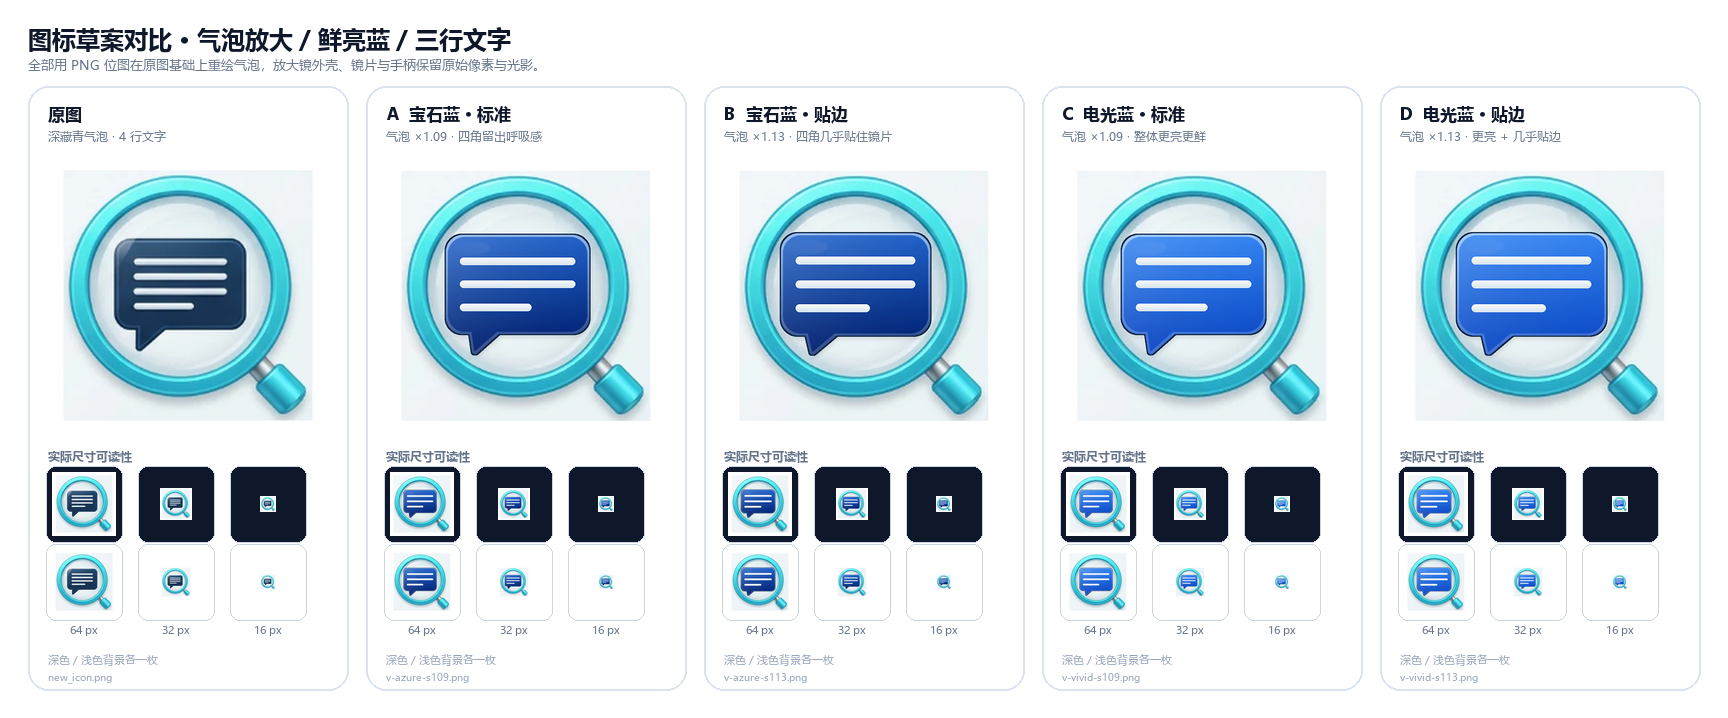 图标草案对比 • 气泡放大 / 鲜亮蓝 / 三行文字
全部用 PNG 位图在原图基础上重绘气泡，放大镜外壳、镜片与手柄保留原始像素与光影。
原图
深藏青气泡 · 4 行文字
实际尺寸可读性
64 px
32 px
16 px
深色 / 浅色背景各一枚
new_icon.png
A 宝石蓝 • 标准
气泡 ×1.09 · 四角留出呼吸感
实际尺寸可读性
64 px
32 px
16 px
深色 / 浅色背景各一枚
v-azure-s109.png
B 宝石蓝 • 贴边
气泡 ×1.13 · 四角几乎贴住镜片
实际尺寸可读性
64 px
32 px
16 px
深色 / 浅色背景各一枚
v-azure-s113.png
C 电光蓝 • 标准
气泡 ×1.09 · 整体更亮更鲜
实际尺寸可读性
64 px
32 px
16 px
深色 / 浅色背景各一枚
v-vivid-s109.png
D 电光蓝 • 贴边
气泡 ×1.13 · 更亮 + 几乎贴边
实际尺寸可读性
64 px
32 px
16 px
深色 / 浅色背景各一枚
v-vivid-s113.png